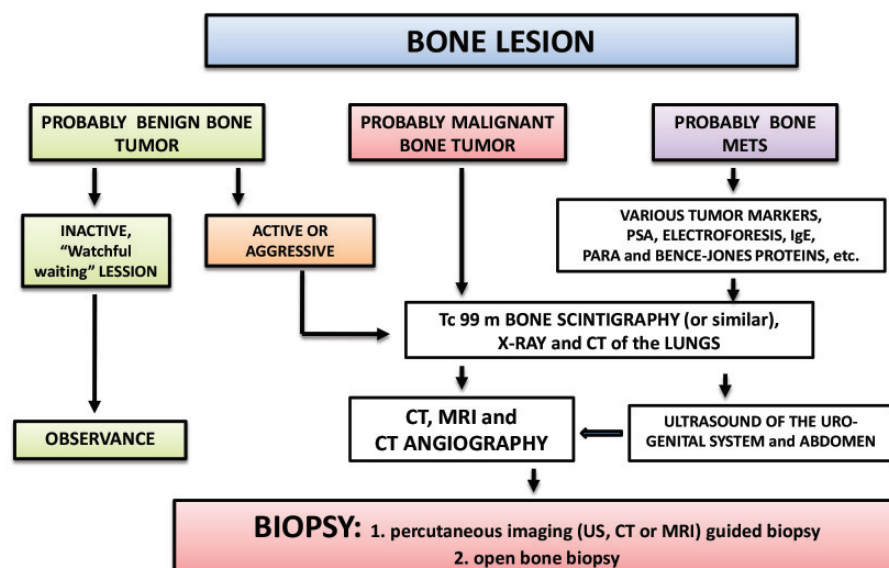 BONE LESION
PROBABLY BENIGN BONE
TUMOR
PROBABLY MALIGNANT
BONE TUMOR
PROBABLY BONE
METS
INACTIVE,
“Watchful
waiting” LESSION
ACTIVE OR
AGGRESSIVE
VARIOUS TUMOR MARKERS,
PSA, ELECTROFORESIS, IgE,
PARA and BENCE-JONES PROTEINS, etc.
Tc 99 m BONE SCINTIGRAPHY (or similar),
X-RAY and CT of the LUNGS
OBSERVANCE
CT, MRI and
CT ANGIOGRAPHY
ULTRASOUND OF THE URO-
GENITAL SYSTEM and ABDOMEN
BIOPSY: 1. percutaneous imaging (US, CT or MRI) guided biopsy
2. open bone biopsy